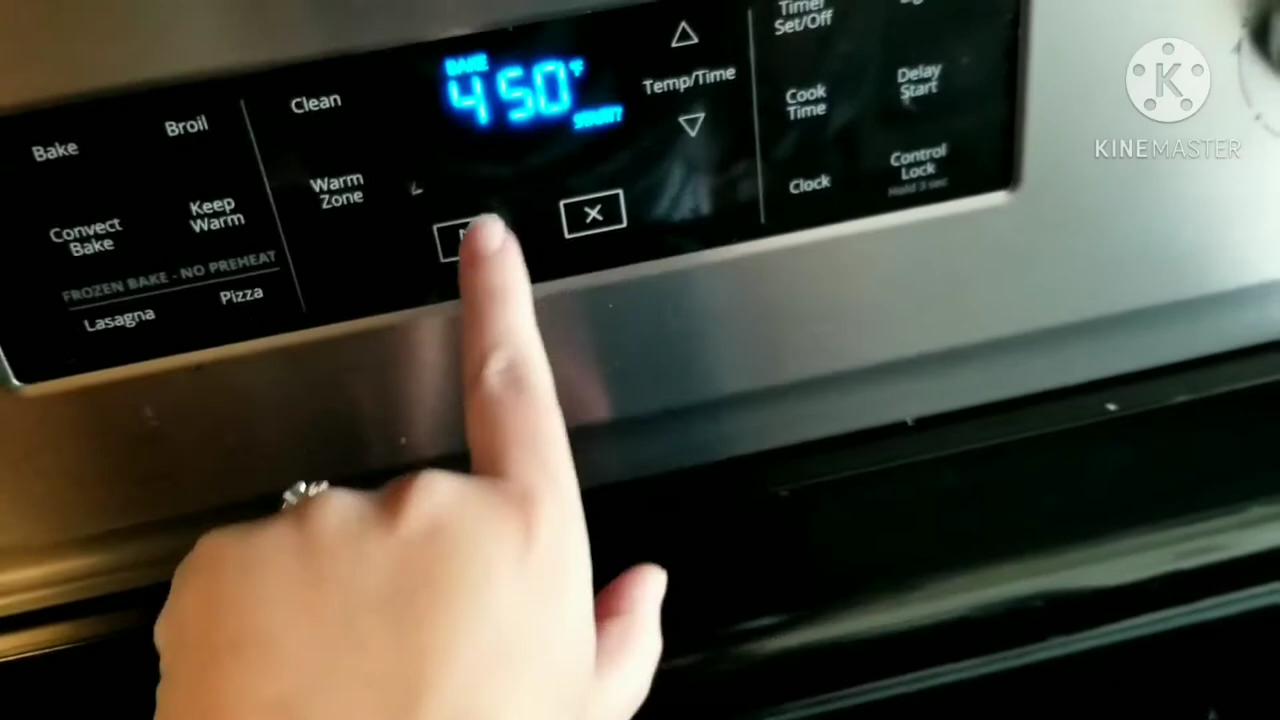 Bake
Broil
Convect
Bake
Keep
Warm
FROZEN BAKE - NO PREHEAT
Lasagna
Pizza
Clean
Warm
Zone
BAKE
450°F
START?
Temp/Time
Timer
Set/Off
Cook
Time
Delay
Start
Clock
Control
Lock
Hold 3 sec
K
KINEMASTER